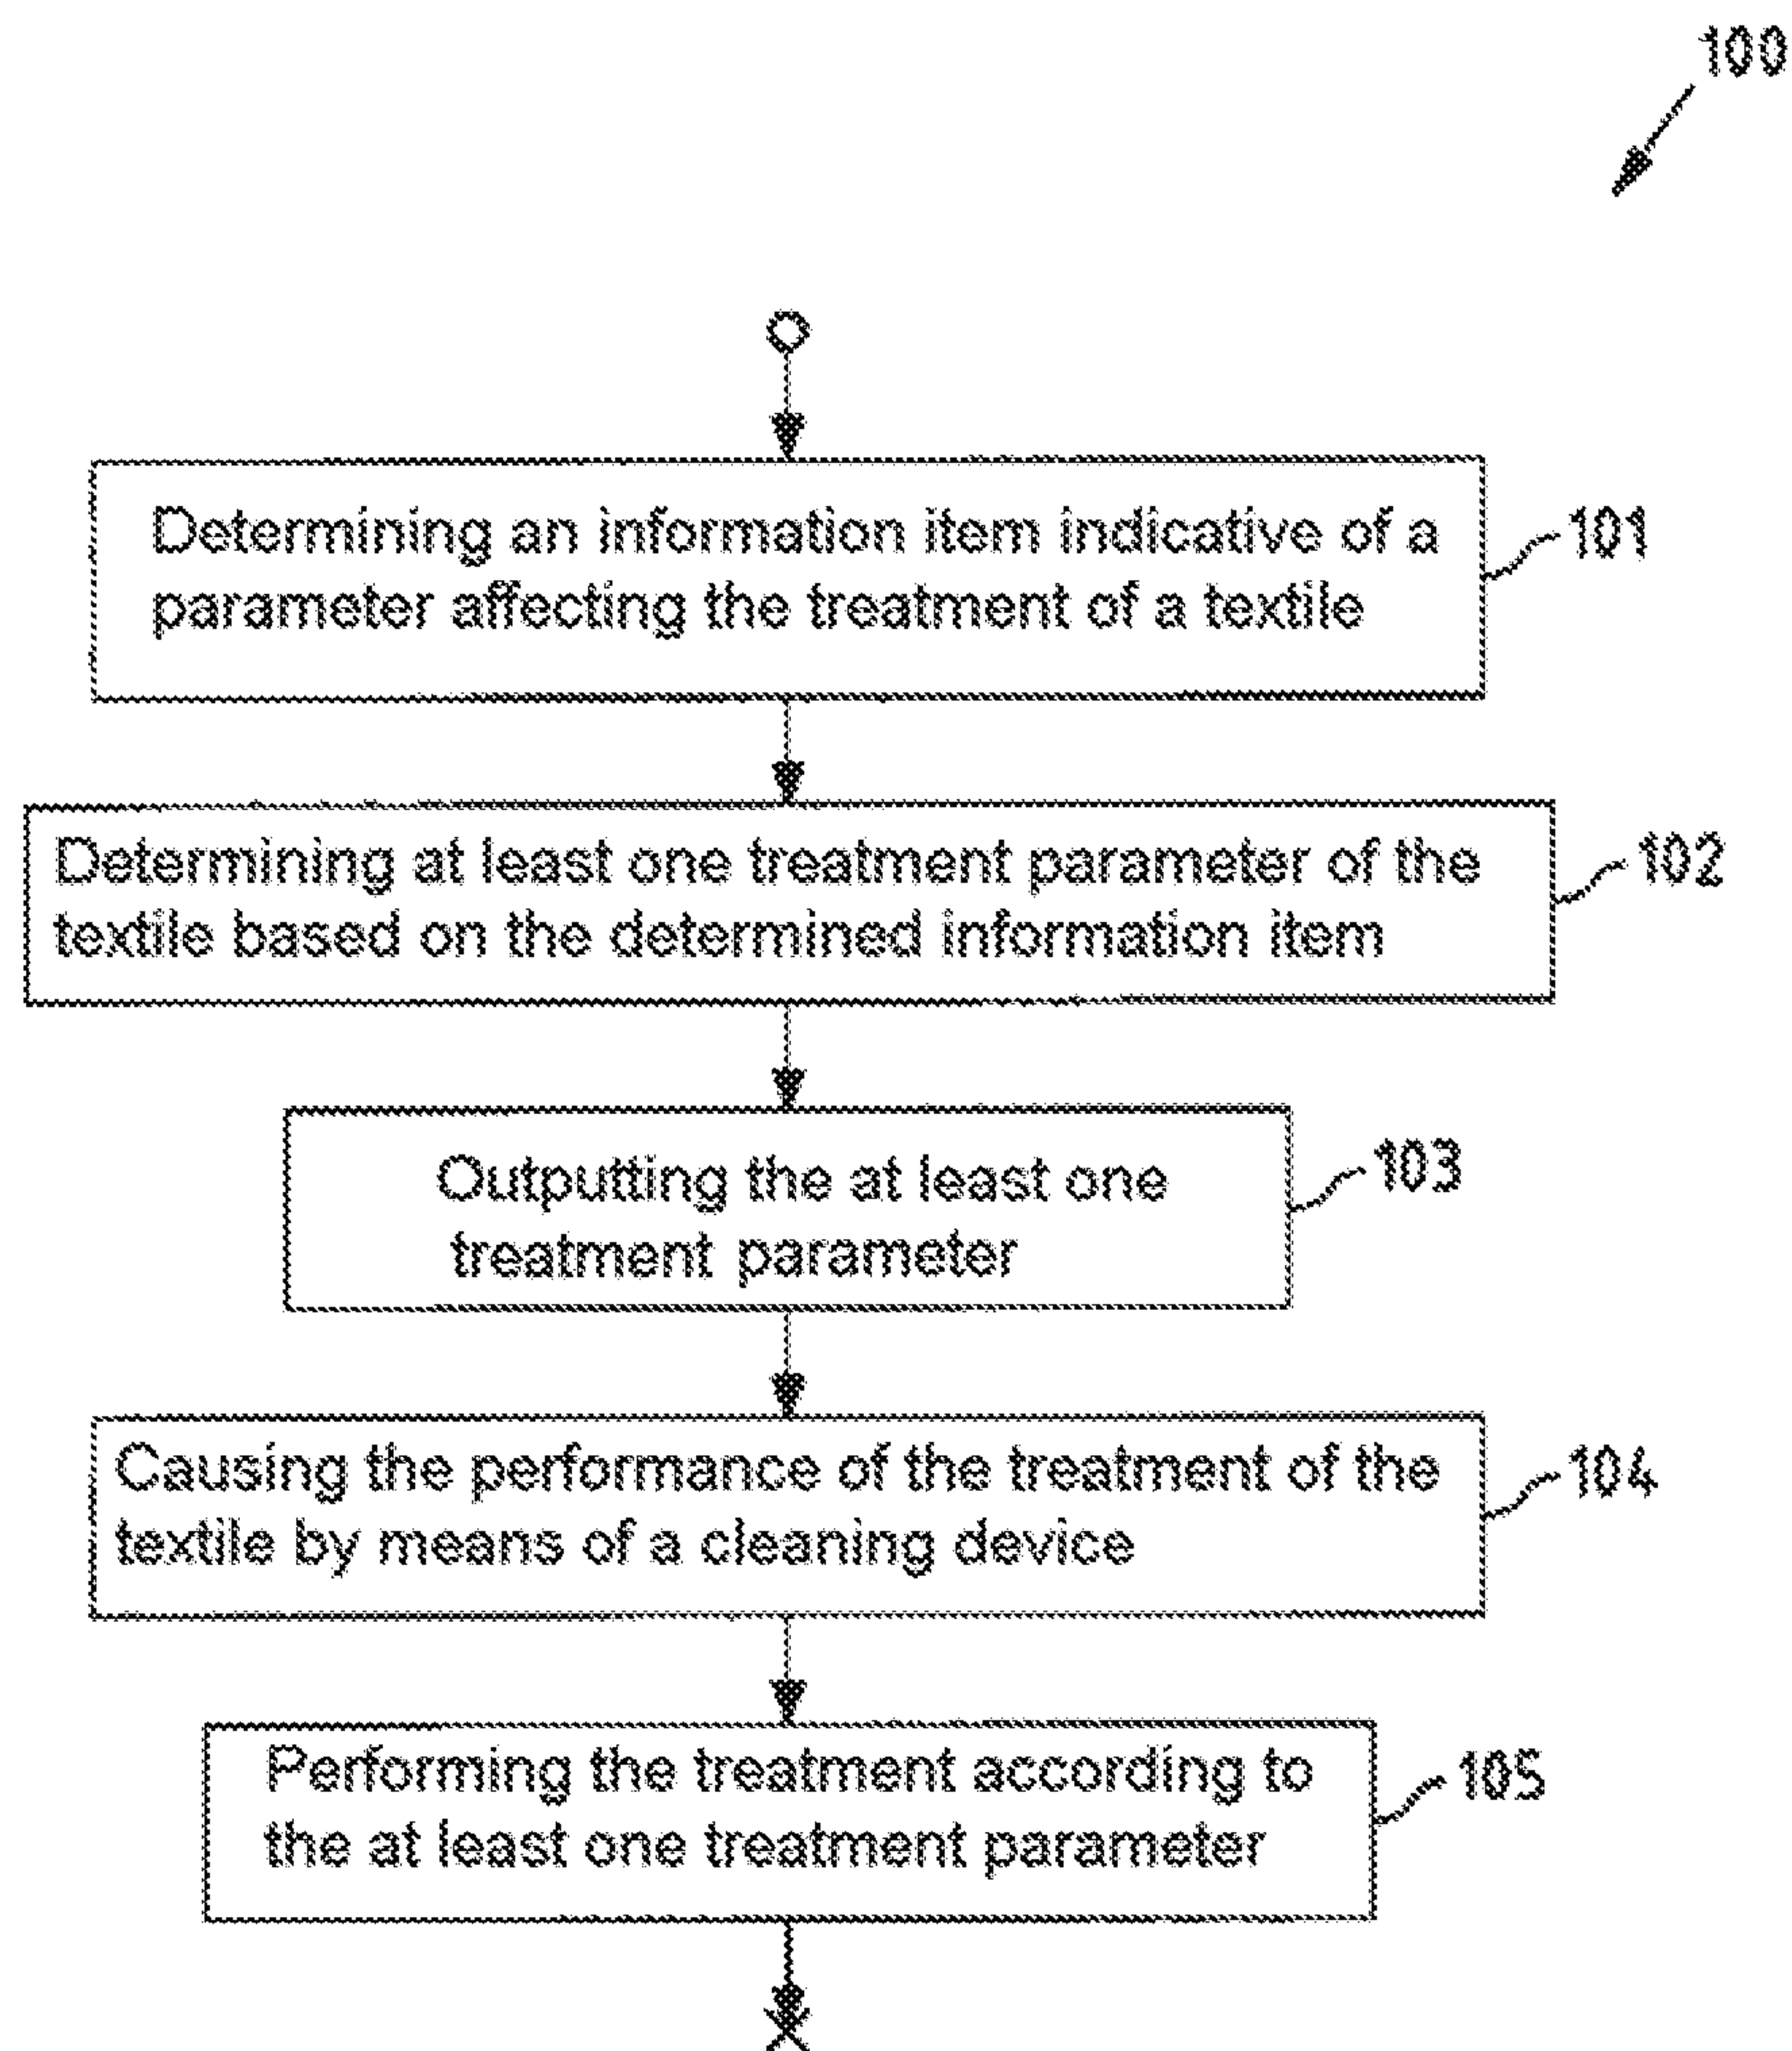 100
Determining an information item indicative of a
parameter affecting the treatment of a textile
101
Determining at least one treatment parameter of the
textile based on the determined information item
102
Outputting the at least one
treatment parameter
103
Causing the performance of the treatment of the
textile by means of a cleaning device
104
Performing the treatment according to
the at least one treatment parameter
105